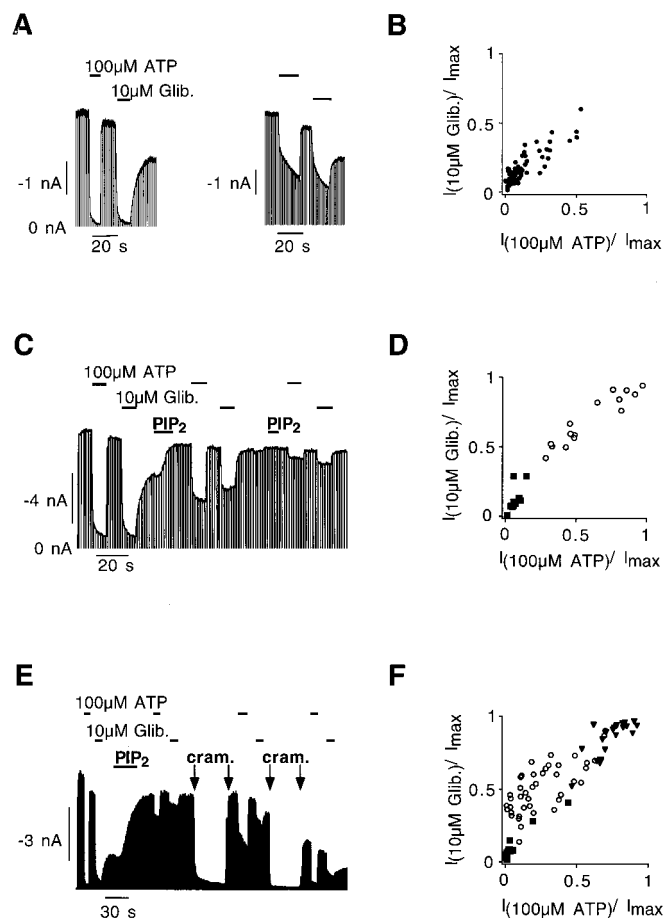 A
100µM ATP
10µM Glib.
-1 nA
0 nA
20 s
-1 nA
20 s
B
I(10µM Glib.)/ Imax
1
0.5
0
0
0.5
1
I(100µM ATP)/ Imax
C
100µM ATP
10µM Glib.
PIP2
PIP2
-4 nA
0 nA
20 s
D
I(10µM Glib.)/ Imax
1
0.5
0
0
0.5
1
I(100µM ATP)/ Imax
E
100µM ATP
10µM Glib.
PIP2
cram.
cram.
-3 nA
30 s
F
I(10µM Glib.)/ Imax
1
0.5
0
0
0.5
1
I(100µM ATP)/ Imax